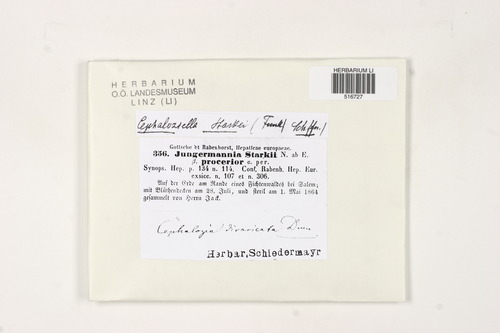 HERBARIUM
O.Ö. LANDESMUSEUM
LINZ (LI)
HERBARIUM LI
516727
Cephaloziella Starkei (Funk) Schiffn.
Gottsche et Rabenhorst, Hepaticae europaeae.
356. Jungermannia Starkii N. ab E.
β. procerior c. per.
Synops. Hep. p. 134 n. 114. Conf. Rabenh. Hep. Eur.
exsicc. n. 107 et n. 306.
Auf der Erde am Rande eines Fichtenwaldes bei Salem;
mit Blüthendecken am 28. Juli, und steril am 1. Mai 1864
gesammelt von Herrn Jack.
Cephalozia divaricata Dum
Herbar, Schiedermayr